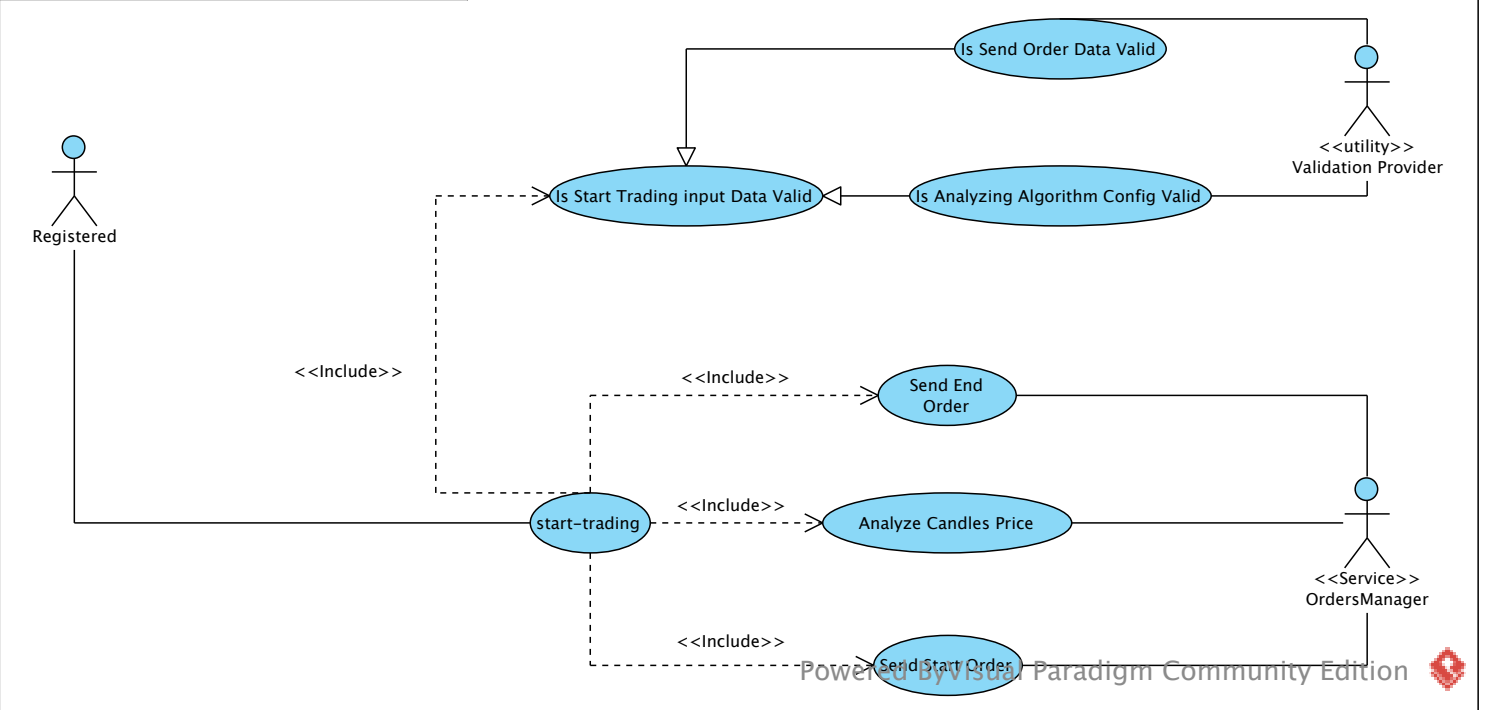 Is Send Order Data Valid
<<utility>>
Validation Provider
Is Start Trading input Data Valid
Is Analyzing Algorithm Config Valid
Registered
<<Include>>
<<Include>>
Send End
Order
<<Include>>
start-trading
Analyze Candles Price
<<Service>>
OrdersManager
<<Include>>
Send Start Order
Powered ByVisual Paradigm Community Edition